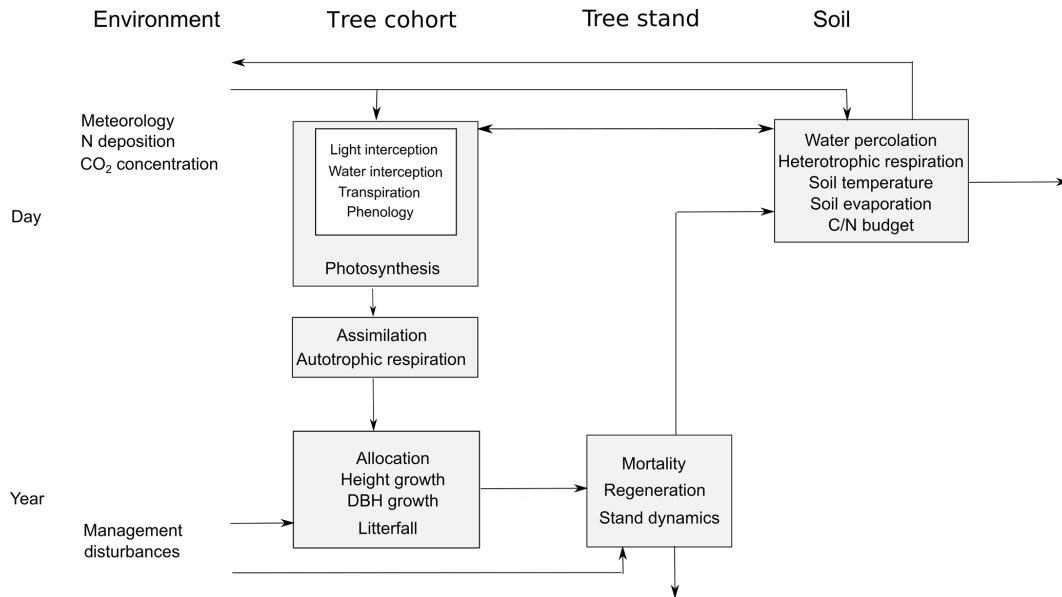 Environment
Tree cohort
Tree stand
Soil
Meteorology
N deposition
CO₂ concentration
Day
Light interception
Water interception
Transpiration
Phenology
Photosynthesis
Water percolation
Heterotrophic respiration
Soil temperature
Soil evaporation
C/N budget
Assimilation
Autotrophic respiration
Year
Allocation
Height growth
DBH growth
Litterfall
Mortality
Regeneration
Stand dynamics
Management
disturbances